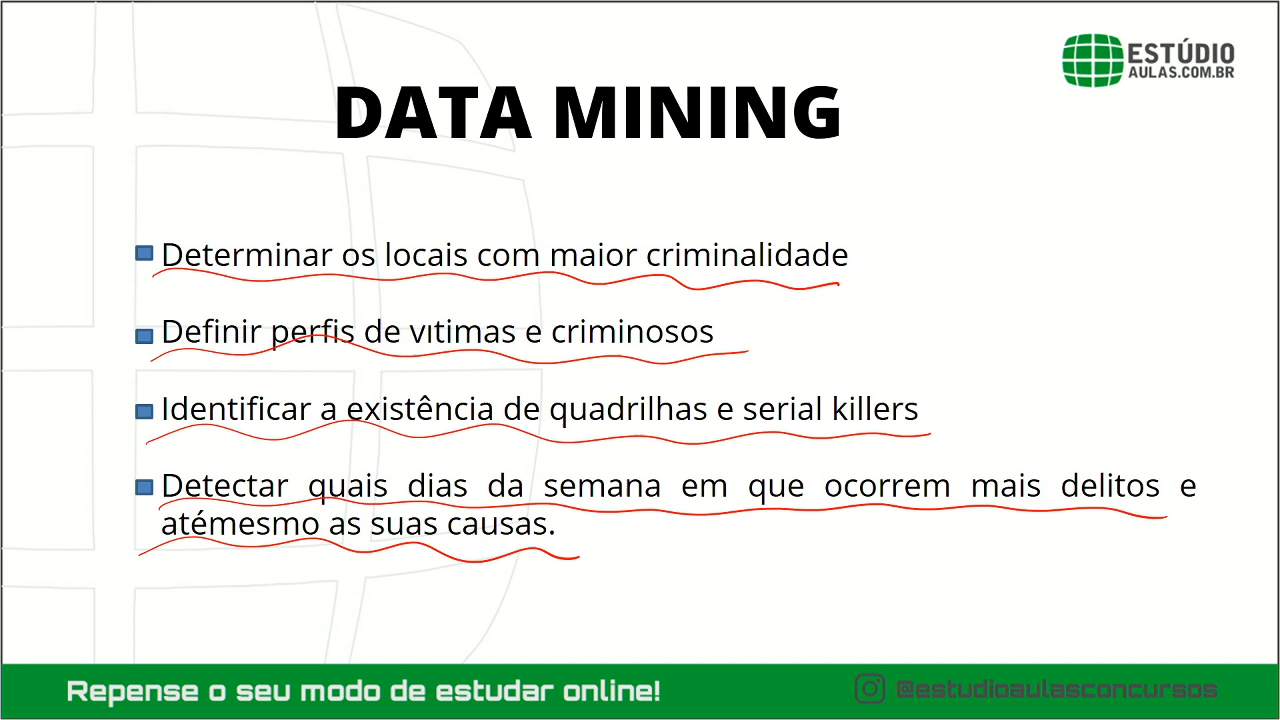 ESTÚDIO
AULAS.COM.BR
DATA MINING
Determinar os locais com maior criminalidade
Definir perfis de vıtimas e criminosos
Identificar a existência de quadrilhas e serial killers
Detectar quais dias da semana em que ocorrem mais delitos e
atémesmo as suas causas.
Repense o seu modo de estudar online!
@estudioaulasconcursos